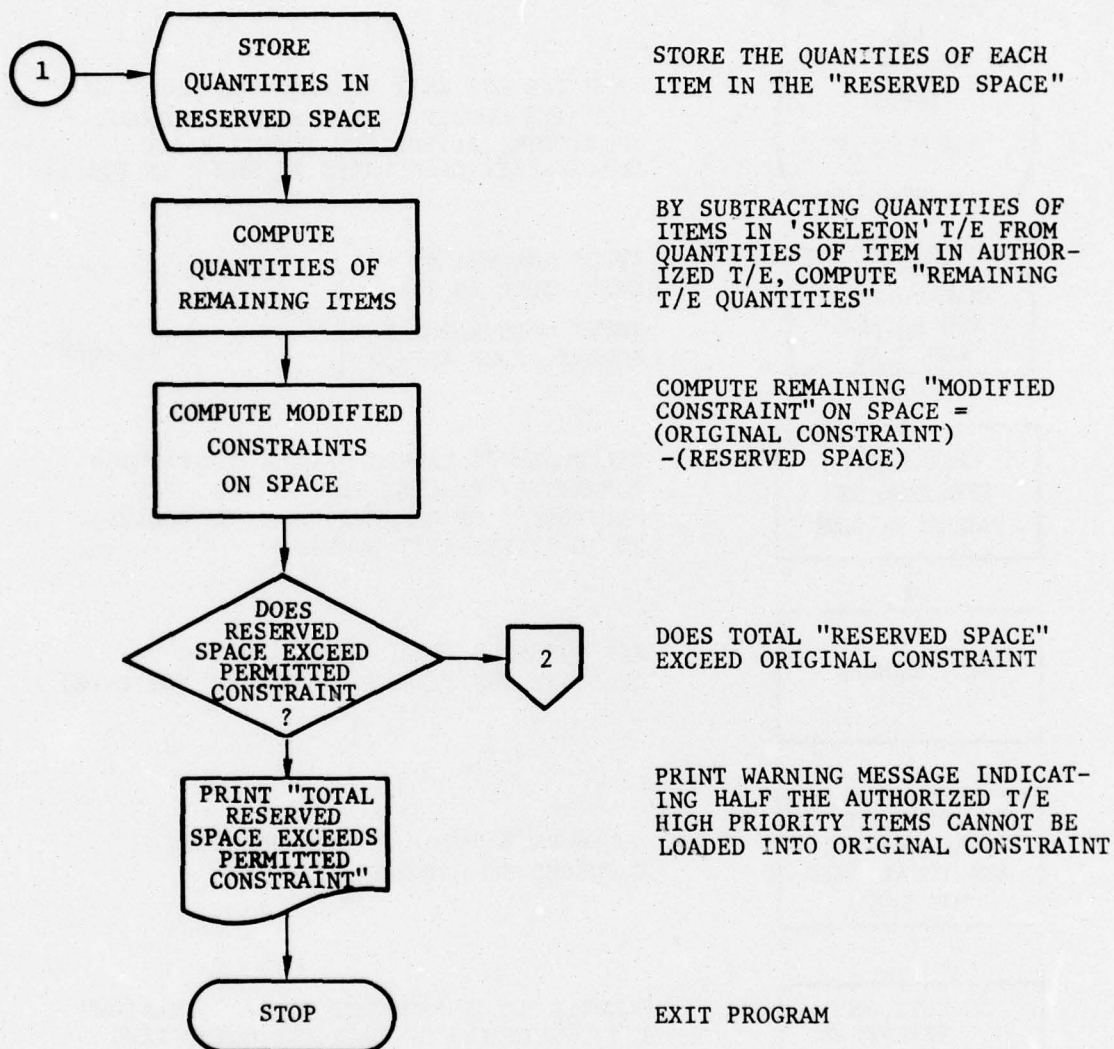 1
STORE
QUANTITIES IN
RESERVED SPACE
STORE THE QUANITIES OF EACH
ITEM IN THE "RESERVED SPACE"
COMPUTE
QUANTITIES OF
REMAINING ITEMS
BY SUBTRACTING QUANTITIES OF
ITEMS IN 'SKELETON' T/E FROM
QUANTITIES OF ITEM IN AUTHOR-
IZED T/E, COMPUTE "REMAINING
T/E QUANTITIES"
COMPUTE MODIFIED
CONSTRAINTS
ON SPACE
COMPUTE REMAINING "MODIFIED
CONSTRAINT" ON SPACE =
(ORIGINAL CONSTRAINT)
-(RESERVED SPACE)
DOES
RESERVED
SPACE EXCEED
PERMITTED
CONSTRAINT
?
2
DOES TOTAL "RESERVED SPACE"
EXCEED ORIGINAL CONSTRAINT
PRINT "TOTAL
RESERVED
SPACE EXCEEDS
PERMITTED
CONSTRAINT"
PRINT WARNING MESSAGE INDICAT-
ING HALF THE AUTHORIZED T/E
HIGH PRIORITY ITEMS CANNOT BE
LOADED INTO ORIGINAL CONSTRAINT
STOP
EXIT PROGRAM